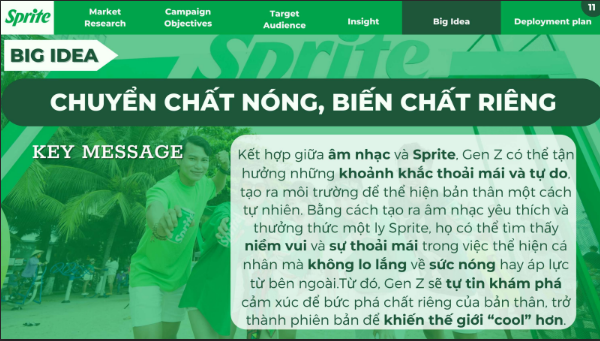 Sprite
Market Research
Campaign Objectives
Target Audience
Insight
Big Idea
Deployment plan
11
BIG IDEA
Sprite
CHUYỂN CHẤT NÓNG, BIẾN CHẤT RIÊNG
KEY MESSAGE
Kết hợp giữa âm nhạc và Sprite, Gen Z có thể tận
hưởng những khoảnh khắc thoải mái và tự do,
tạo ra môi trường để thể hiện bản thân một cách
tự nhiên. Bằng cách tạo ra âm nhạc yêu thích và
thưởng thức một ly Sprite, họ có thể tìm thấy
niềm vui và sự thoải mái trong việc thể hiện cá
nhân mà không lo lắng về sức nóng hay áp lực
từ bên ngoài.Từ đó, Gen Z sẽ tự tin khám phá
cảm xúc để bức phá chất riêng của bản thân, trở
thành phiên bản để khiến thế giới “cool” hơn.